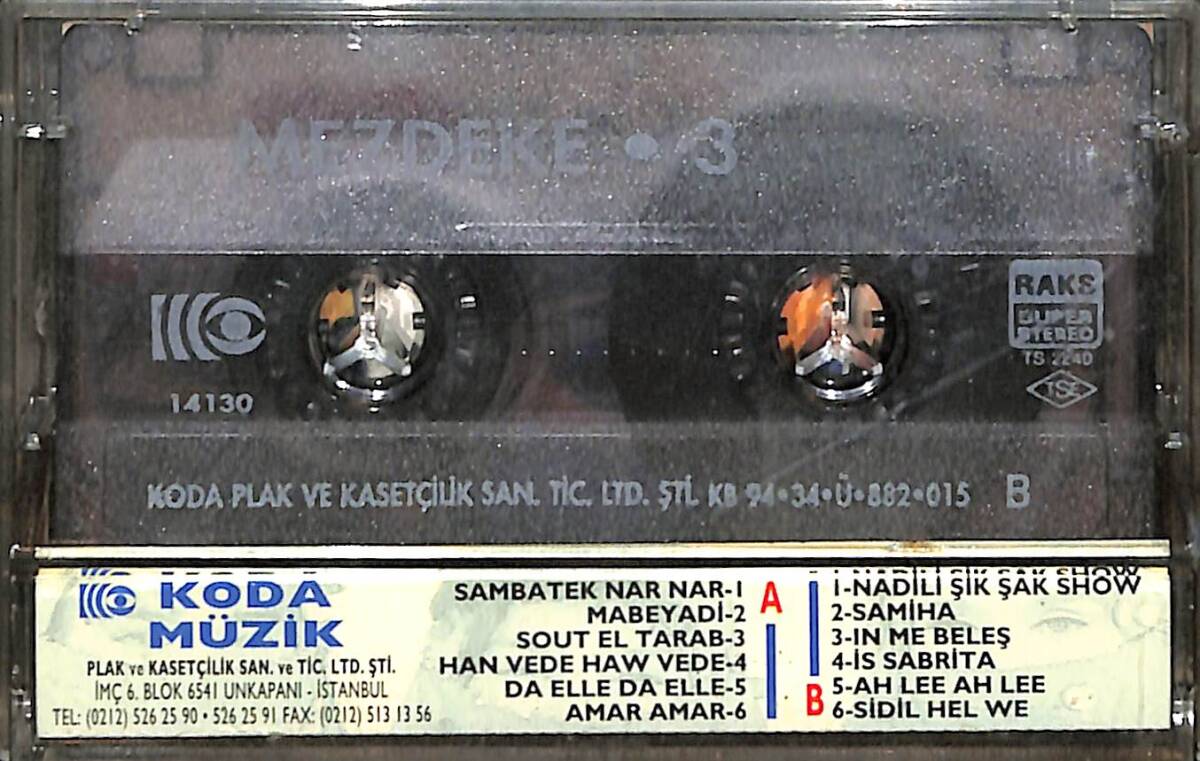 MEZDEKE • 3
RAKS
SUPER
STEREO
TS 2240
TSE
14130
KODA PLAK VE KASETÇİLİK SAN. TİC. LTD. ŞTİ. KB 94•34•Ü•882•015 B
KODA
MÜZİK
PLAK ve KASETÇİLİK SAN. ve TİC. LTD. ŞTİ.
İMÇ 6. BLOK 6541 UNKAPANI - İSTANBUL
TEL: (0212) 526 25 90 • 526 25 91 FAX: (0212) 513 13 56
A
SAMBATEK NAR NAR-1
MABEYADİ-2
SOUT EL TARAB-3
HAN VEDE HAW VEDE-4
DA ELLE DA ELLE-5
AMAR AMAR-6
B
1-NADİLİ ŞİK ŞAK SHOW
2-SAMİHA
3-IN ME BELEŞ
4-İS SABRİTA
5-AH LEE AH LEE
6-SİDİL HEL WE